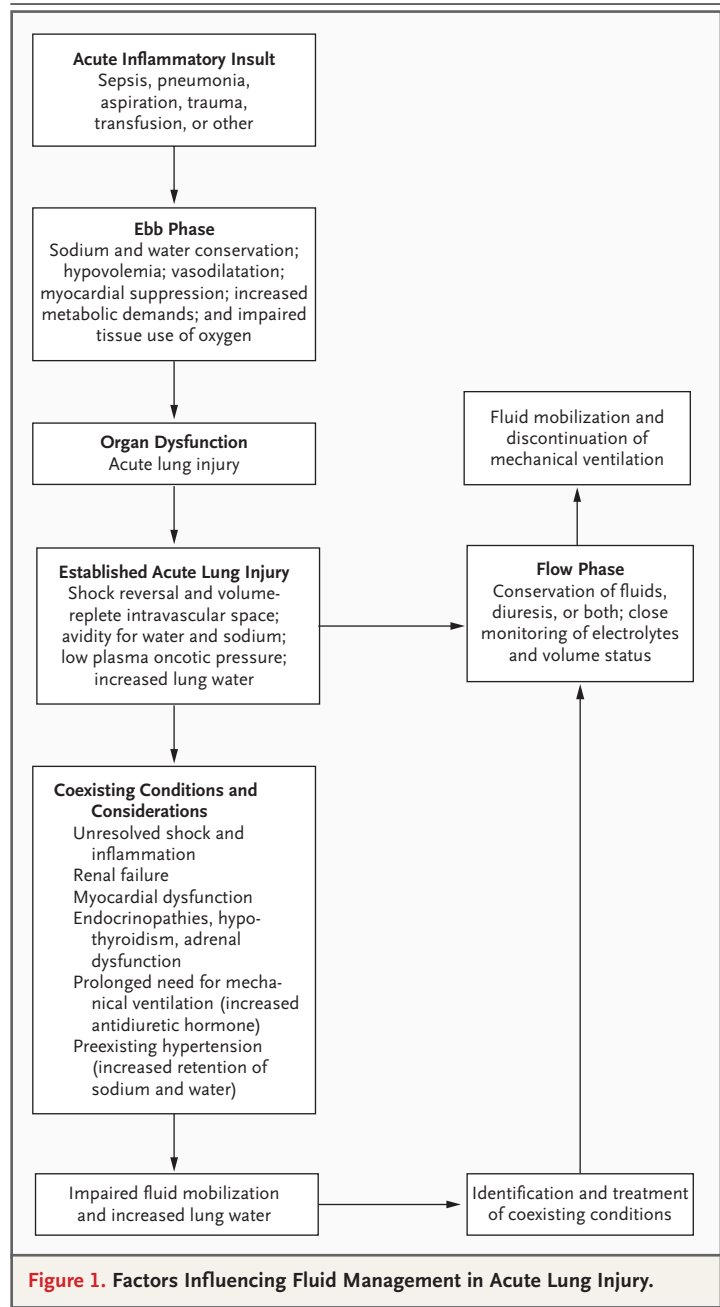 Acute Inflammatory Insult
Sepsis, pneumonia,
aspiration, trauma,
transfusion, or other
Ebb Phase
Sodium and water conservation;
hypovolemia; vasodilatation;
myocardial suppression; increased
metabolic demands; and impaired
tissue use of oxygen
Organ Dysfunction
Acute lung injury
Fluid mobilization and
discontinuation of
mechanical ventilation
Established Acute Lung Injury
Shock reversal and volume-
replete intravascular space;
avidity for water and sodium;
low plasma oncotic pressure;
increased lung water
Flow Phase
Conservation of fluids,
diuresis, or both; close
monitoring of electrolytes
and volume status
Coexisting Conditions and
Considerations
Unresolved shock and
inflammation
Renal failure
Myocardial dysfunction
Endocrinopathies, hypo-
thyroidism, adrenal
dysfunction
Prolonged need for mecha-
nical ventilation (increased
antidiuretic hormone)
Preexisting hypertension
(increased retention of
sodium and water)
Impaired fluid mobilization
and increased lung water
Identification and treatment
of coexisting conditions
Figure 1. Factors Influencing Fluid Management in Acute Lung Injury.